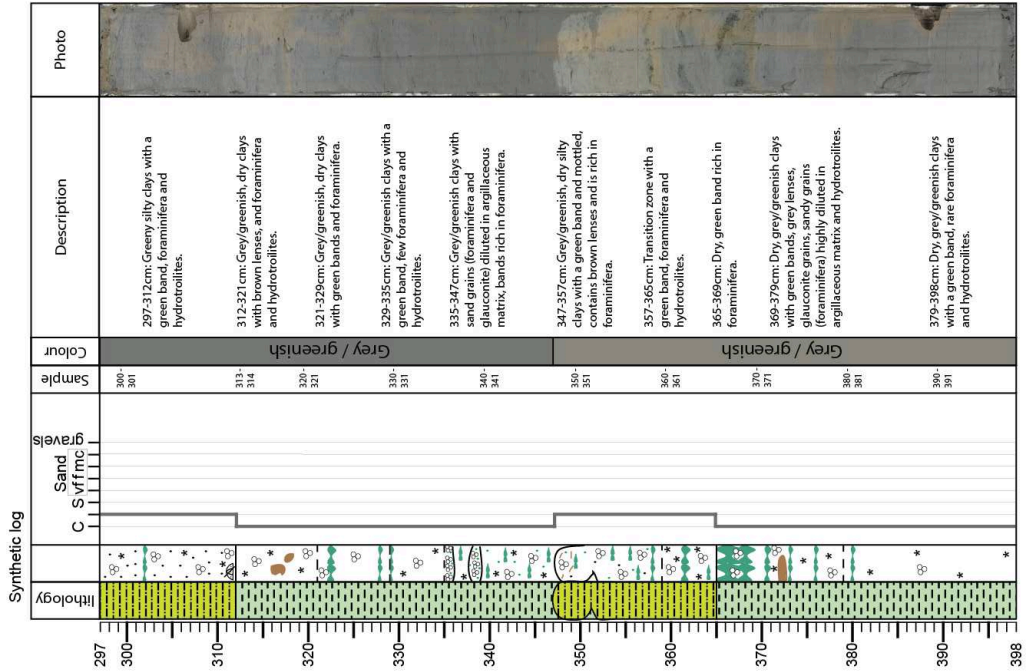 Synthetic log
lithology
C
S
vf f m c
Sand
gravels
Sample
Colour
Description
Photo
297
300
310
320
330
340
350
360
370
380
390
398
300-
301
313-
314
320-
321
330-
331
340-
341
350-
351
360-
361
370-
371
380-
381
390-
391
Grey / greenish
Grey / greenish
297-312cm: Greeny silty clays with a
green band, foraminifera and
hydrotroilites.
312-321cm: Grey/greenish, dry clays
with brown lenses, and foraminifera
and hydrotroilites.
321-329cm: Grey/greenish, dry clays
with green bands and foraminifera.
329-335cm: Grey/greenish clays with a
green band, few foraminifera and
hydrotroilites.
335-347cm: Grey/greenish clays with
sand grains (foraminifera and
glauconite) diluted in argillaceous
matrix, bands rich in foraminifera.
347-357cm: Grey/greenish, dry silty
clays with a green band and mottled,
contains brown lenses and is rich in
foraminifera.
357-365cm: Transition zone with a
green band, foraminifera and
hydrotroilites.
365-369cm: Dry, green band rich in
foraminifera.
369-379cm: Dry, grey/greenish clays
with green bands, grey lenses,
glauconite grains, sandy grains
(foraminifera) highly diluted in
argillaceous matrix and hydrotroilites.
379-398cm: Dry, grey/greenish clays
with a green band, rare foraminifera
and hydrotroilites.